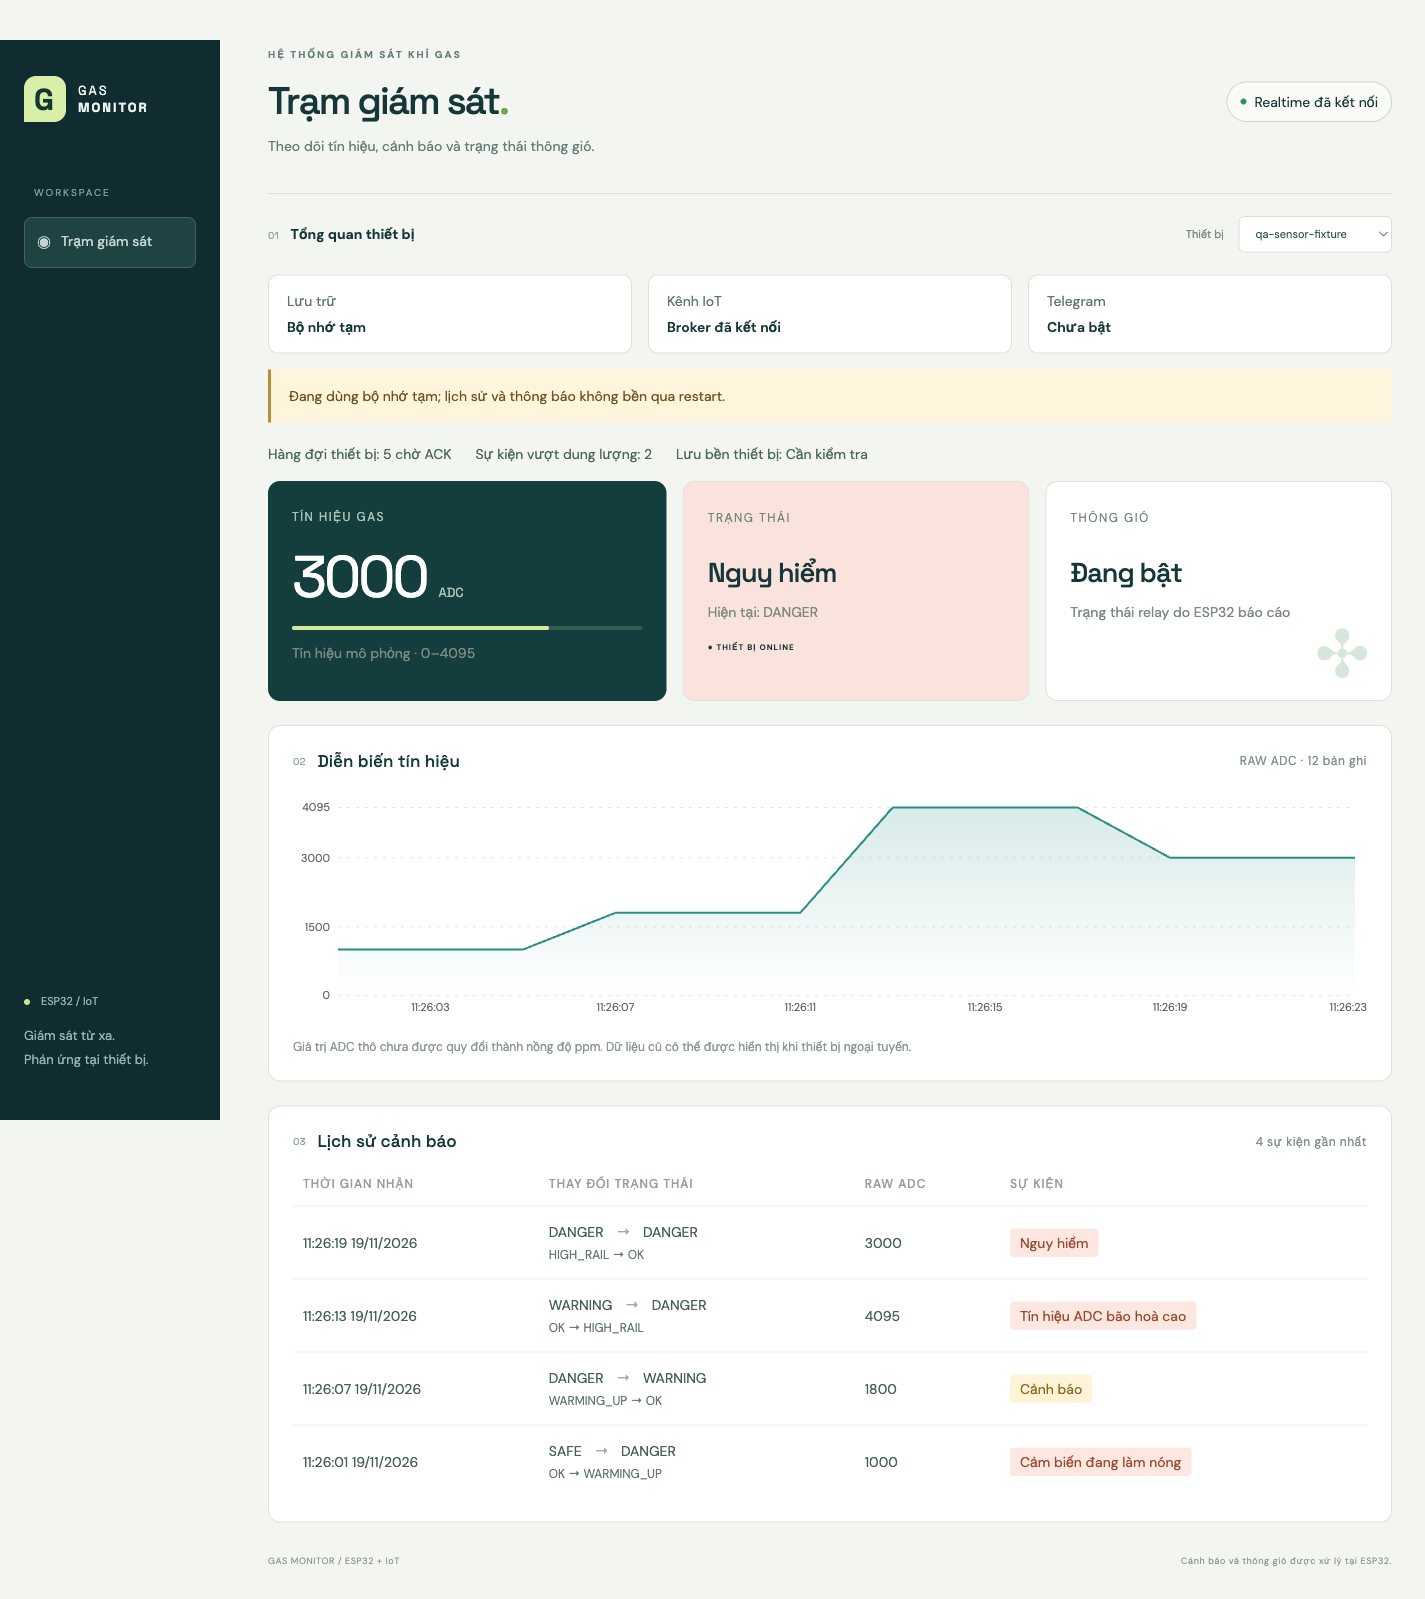 G
GAS
MONITOR
WORKSPACE
Trạm giám sát
ESP32 / IoT
Giám sát từ xa.
Phản ứng tại thiết bị.
HỆ THỐNG GIÁM SÁT KHÍ GAS
Trạm giám sát.
Theo dõi tín hiệu, cảnh báo và trạng thái thông gió.
Realtime đã kết nối
01 Tổng quan thiết bị
Thiết bị qa-sensor-fixture
Lưu trữ
Bộ nhớ tạm
Kênh IoT
Broker đã kết nối
Telegram
Chưa bật
Đang dùng bộ nhớ tạm; lịch sử và thông báo không bền qua restart.
Hàng đợi thiết bị: 5 chờ ACK Sự kiện vượt dung lượng: 2 Lưu bền thiết bị: Cần kiểm tra
TÍN HIỆU GAS
3000 ADC
Tín hiệu mô phỏng · 0–4095
TRẠNG THÁI
Nguy hiểm
Hiện tại: DANGER
• THIẾT BỊ ONLINE
THÔNG GIÓ
Đang bật
Trạng thái relay do ESP32 báo cáo
02 Diễn biến tín hiệu
RAW ADC · 12 bản ghi
4095
3000
1500
0
11:26:03 11:26:07 11:26:11 11:26:15 11:26:19 11:26:23
Giá trị ADC thô chưa được quy đổi thành nồng độ ppm. Dữ liệu cũ có thể được hiển thị khi thiết bị ngoại tuyến.
03 Lịch sử cảnh báo
4 sự kiện gần nhất
THỜI GIAN NHẬN THAY ĐỔI TRẠNG THÁI RAW ADC SỰ KIỆN
11:26:19 19/11/2026 DANGER → DANGER 3000 Nguy hiểm
HIGH_RAIL → OK
11:26:13 19/11/2026 WARNING → DANGER 4095 Tín hiệu ADC bão hoà cao
OK → HIGH_RAIL
11:26:07 19/11/2026 DANGER → WARNING 1800 Cảnh báo
WARMING_UP → OK
11:26:01 19/11/2026 SAFE → DANGER 1000 Cảm biến đang làm nóng
OK → WARMING_UP
GAS MONITOR / ESP32 + IoT
Cảnh báo và thông gió được xử lý tại ESP32.